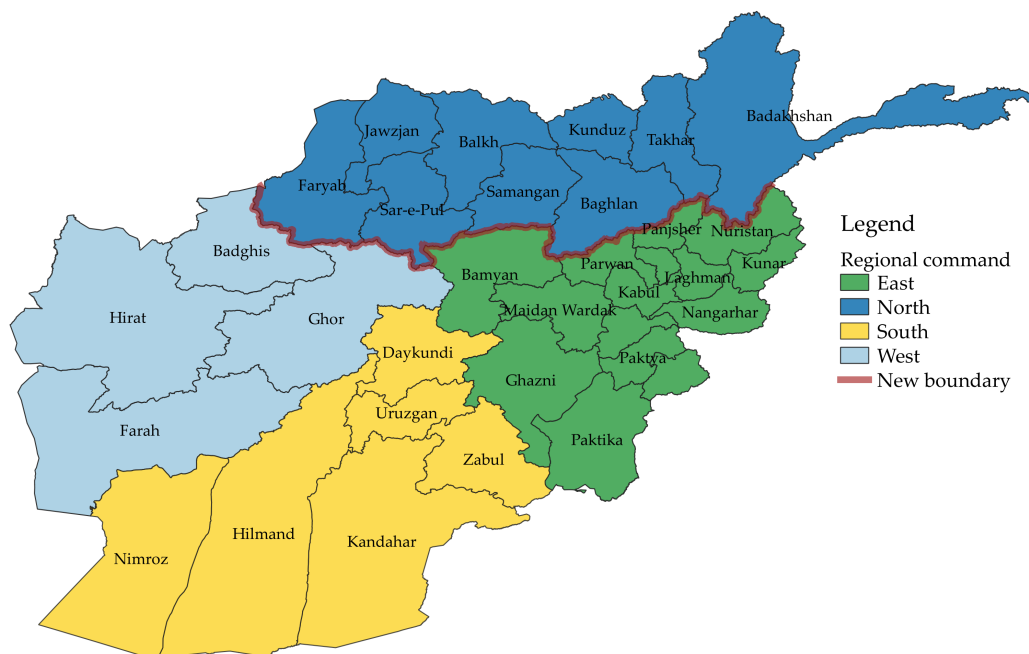 Badakhshan
Jawzjan
Kunduz
Balkh
Takhar
Faryab
Samangan
Baghlan
Sar-e-Pul
Panjsher
Nuristan
Badghis
Parwan
Kunar
Bamyan
Laghman
Kabul
Hirat
Ghor
Maidan Wardak
Nangarhar
Daykundi
Paktya
Ghazni
Uruzgan
Farah
Paktika
Zabul
Hilmand
Kandahar
Nimroz
Legend
Regional command
East
North
South
West
New boundary